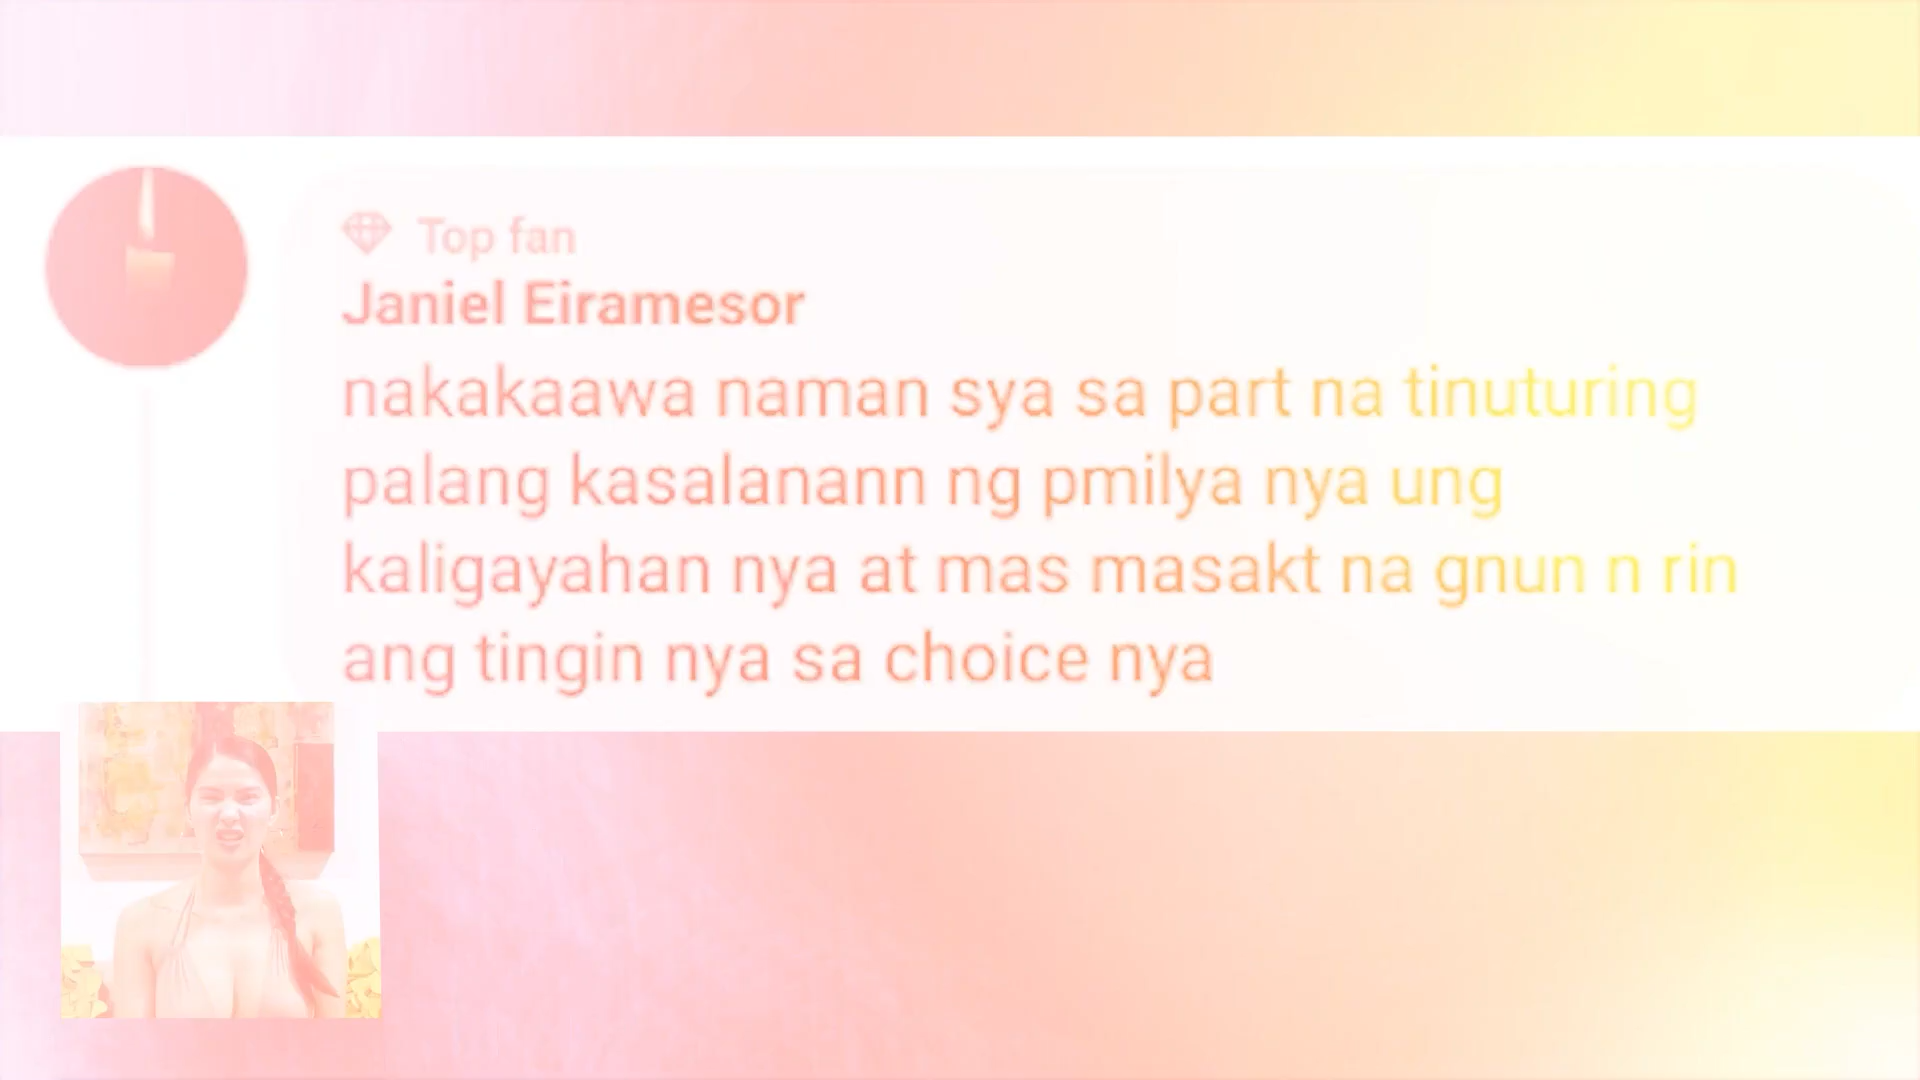 Top fan
Janiel Eiramesor
nakakaawa naman sya sa part na tinuturing
palang kasalanann ng pmilya nya ung
kaligayahan nya at mas masakt na gnun n rin
ang tingin nya sa choice nya